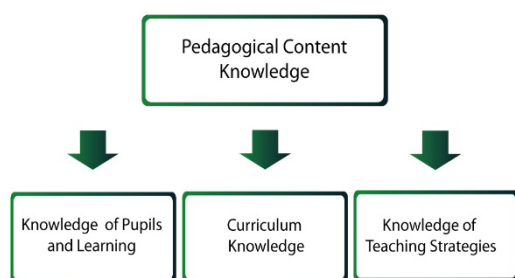 Pedagogical Content
Knowledge
Knowledge of Pupils
and Learning
Curriculum
Knowledge
Knowledge of
Teaching Strategies